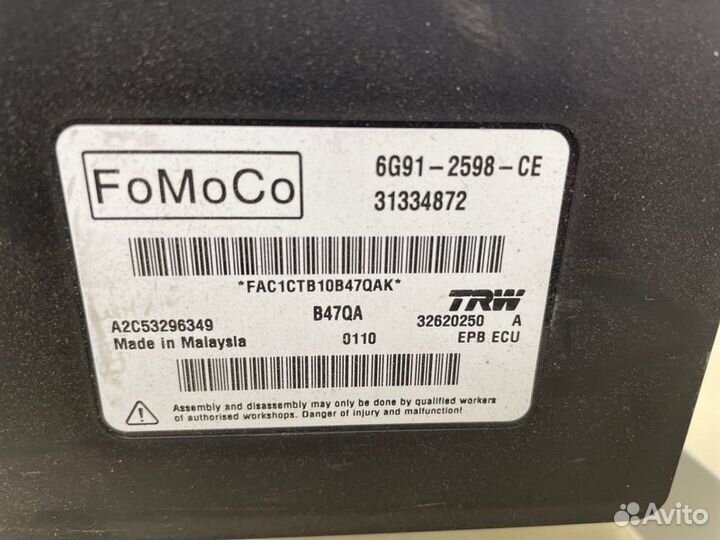 FoMoCo
6G91-2598-CE
31334872
*FAC1CTB10B47QAK*
B47QA
TRW
A2C53296349
0110
32620250 A
Made in Malaysia
EPB ECU
Assembly and disassembly may only be done by qualified workers
of authorised workshops. Danger of injury and malfunction!
Avito